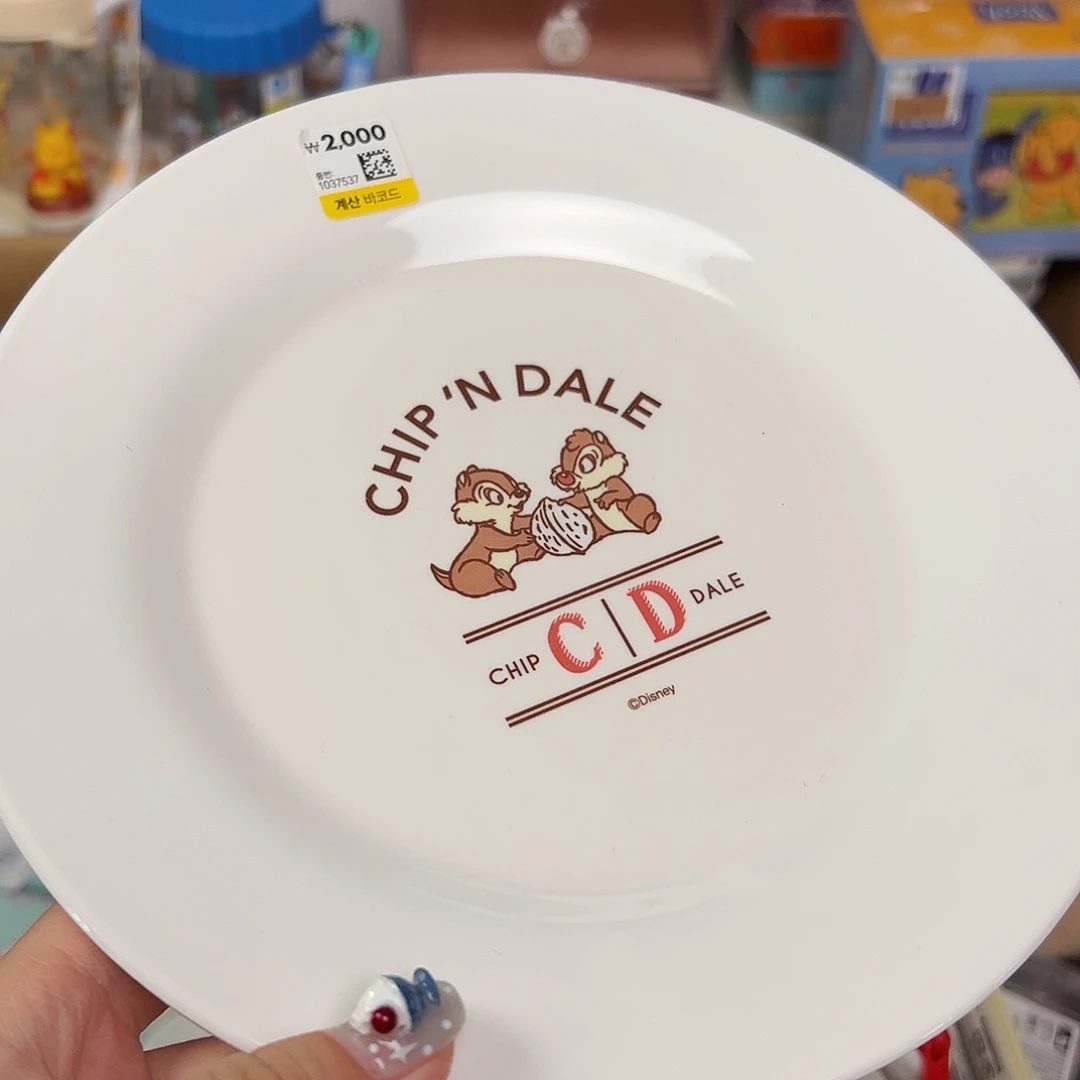 ₩2,000
품번:
1037537
계산 바코드
CHIP 'N DALE
CHIP C|D DALE
©Disney